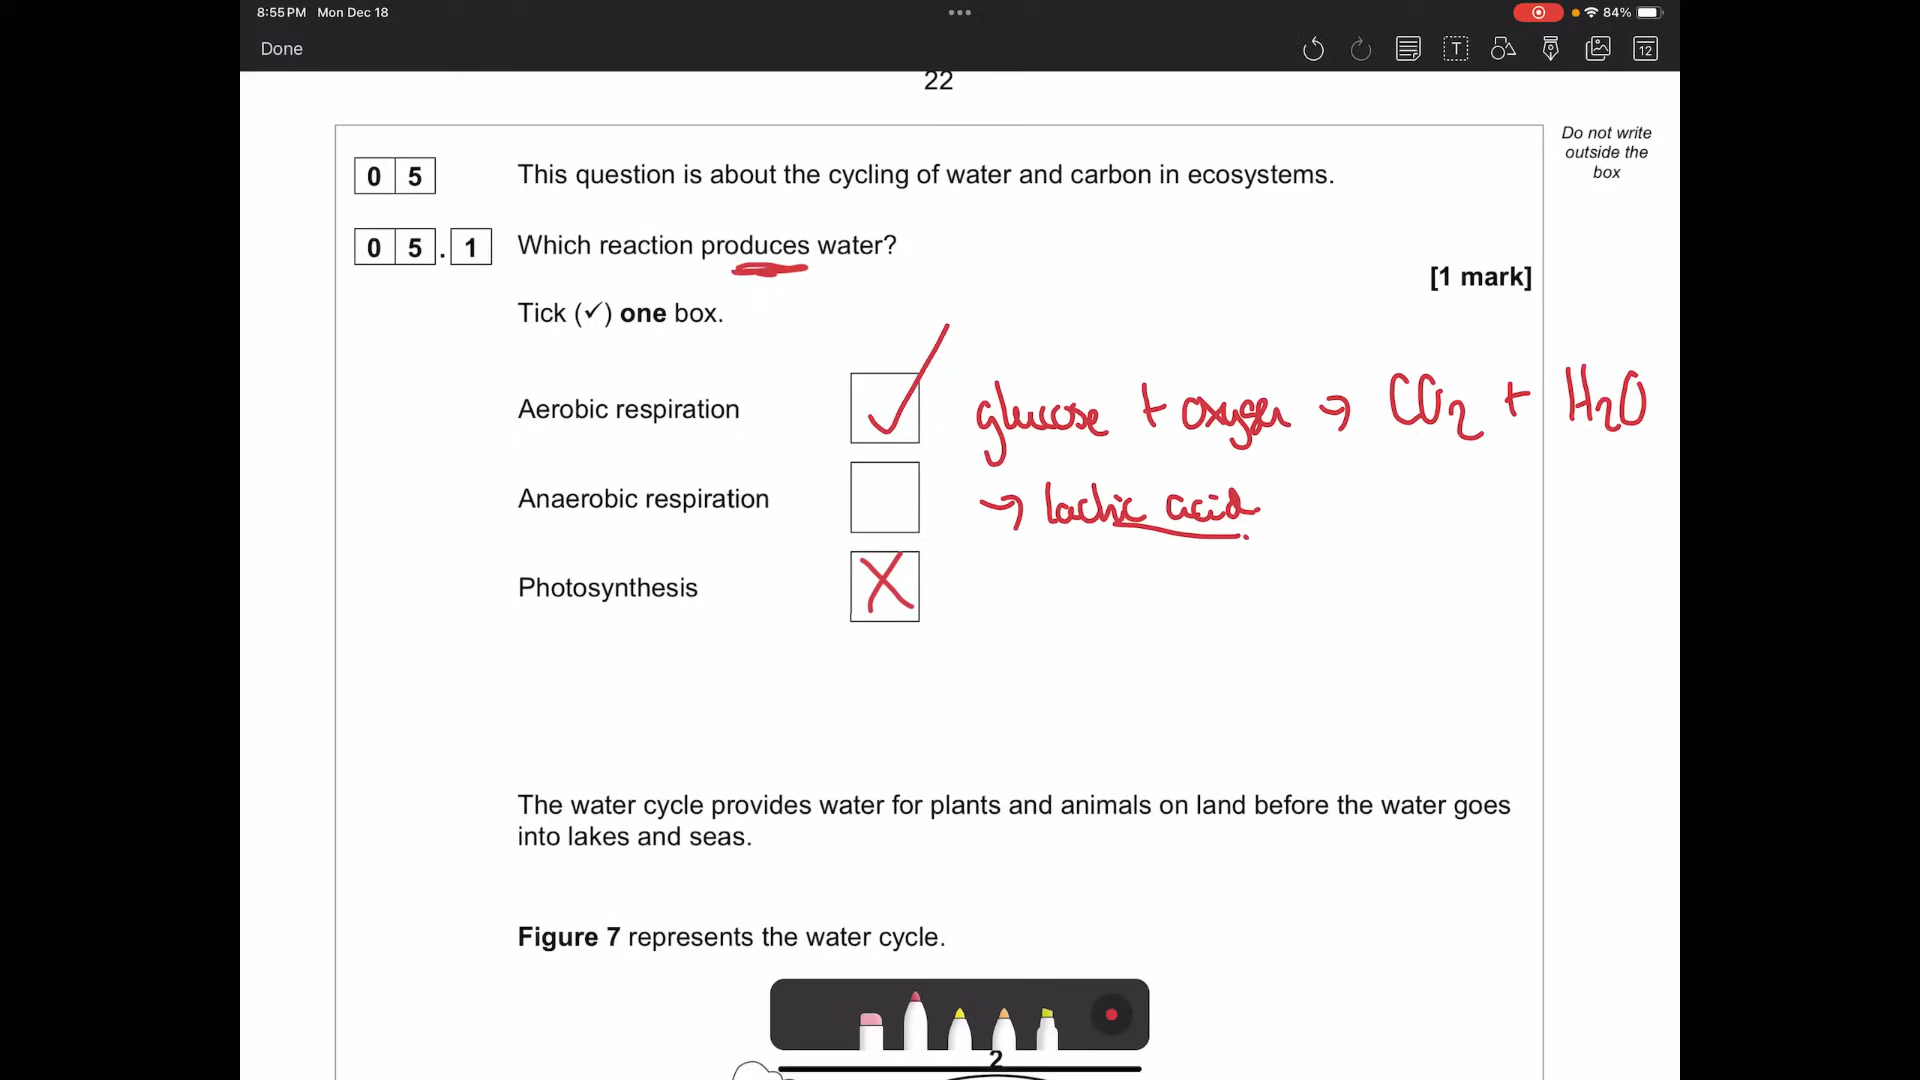 8:55 PM Mon Dec 18
84%
Done
T
12
22
Do not write
outside the
box
0 5 This question is about the cycling of water and carbon in ecosystems.
0 5 . 1 Which reaction produces water?
[1 mark]
Tick (✓) one box.
Aerobic respiration ✓ glucose + oxygen → CO2 + H2O
Anaerobic respiration → lactic acid.
Photosynthesis X
The water cycle provides water for plants and animals on land before the water goes
into lakes and seas.
Figure 7 represents the water cycle.
2